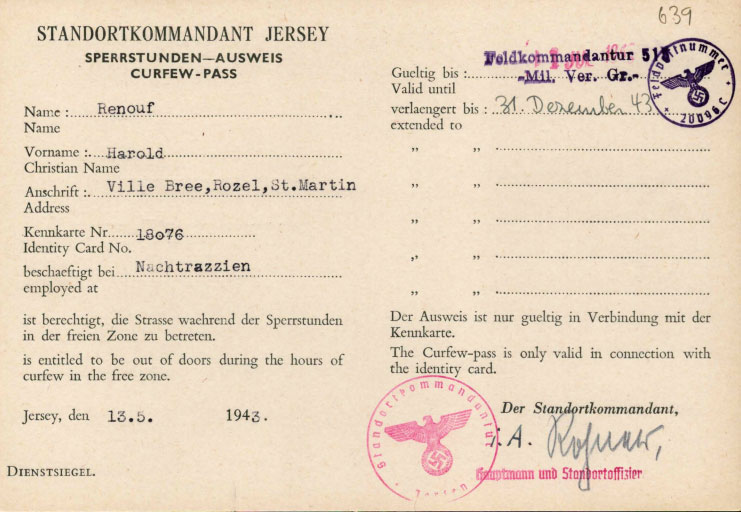 639
STANDORTKOMMANDANT JERSEY
SPERRSTUNDEN—AUSWEIS
CURFEW-PASS
Name : Renouf
Name
Vorname : Harold
Christian Name
Anschrift : Ville Bree,Rozel,St.Martin
Address
Kennkarte Nr. 18o76
Identity Card No.
beschaeftigt bei Nachtrazzien
employed at
ist berechtigt, die Strasse waehrend der Sperrstunden
in der freien Zone zu betreten.
is entitled to be out of doors during the hours of
curfew in the free zone.
Jersey, den 13.5. 1943.
DIENSTSIEGEL.
Feldkommandantur 515
-Mil. Ver. Gr.-
Gueltig bis :
Valid until
verlaengert bis : 31. Dezember 43
extended to
„ „
„ „
„ „
„ „
„ „
Feldpostnummer
Der Ausweis ist nur gueltig in Verbindung mit der
Kennkarte.
The Curfew-pass is only valid in connection with
the identity card.
Der Standortkommandant,
i.A.
Hauptmann und Standortoffizier
Standortkommandantur